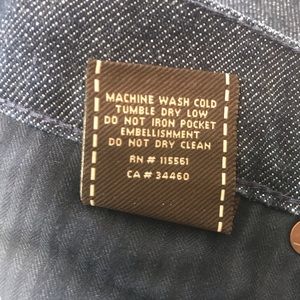 MACHINE WASH COLD
TUMBLE DRY LOW
DO NOT IRON POCKET
EMBELLISHMENT
DO NOT DRY CLEAN
RN # 115561
CA # 34460